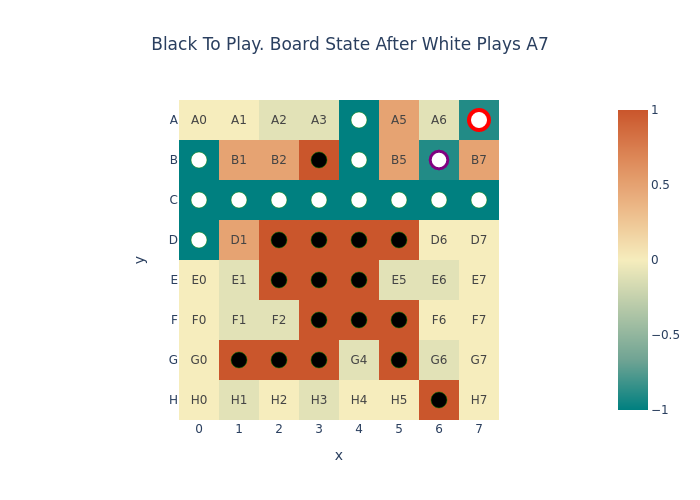 Black To Play. Board State After White Plays A7
A A0 A1 A2 A3 A5 A6
B B1 B2 B5 B7
C
D D1 D6 D7
E E0 E1 E5 E6 E7
F F0 F1 F2 F6 F7
G G0 G4 G6 G7
H H0 H1 H2 H3 H4 H5 H7
0 1 2 3 4 5 6 7
x
y
1
0.5
0
−0.5
−1